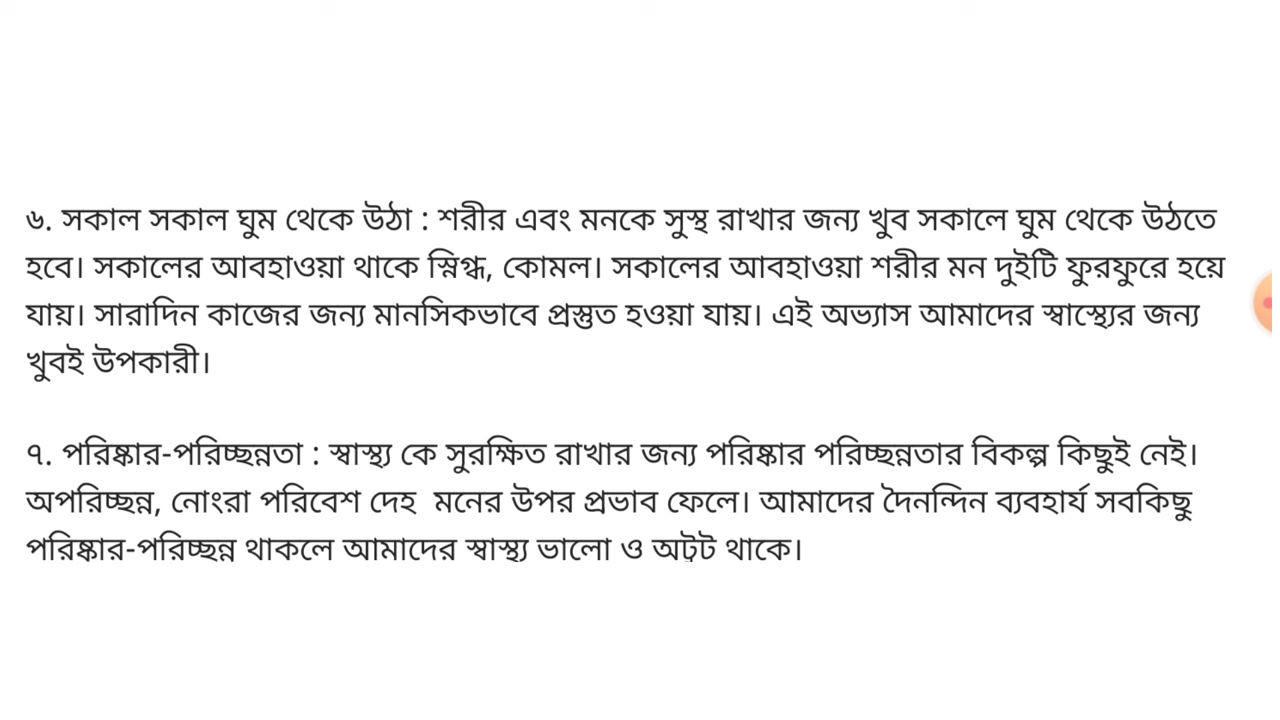 ৬. সকাল সকাল ঘুম থেকে উঠা : শরীর এবং মনকে সুস্থ রাখার জন্য খুব সকালে ঘুম থেকে উঠতে
হবে। সকালের আবহাওয়া থাকে স্নিগ্ধ, কোমল। সকালের আবহাওয়া শরীর মন দুইটি ফুরফুরে হয়ে
যায়। সারাদিন কাজের জন্য মানসিকভাবে প্রস্তুত হওয়া যায়। এই অভ্যাস আমাদের স্বাস্থ্যের জন্য
খুবই উপকারী।
৭. পরিষ্কার-পরিচ্ছন্নতা : স্বাস্থ্য কে সুরক্ষিত রাখার জন্য পরিষ্কার পরিচ্ছন্নতার বিকল্প কিছুই নেই।
অপরিচ্ছন্ন, নোংরা পরিবেশ দেহ  মনের উপর প্রভাব ফেলে। আমাদের দৈনন্দিন ব্যবহার্য সবকিছু
পরিষ্কার-পরিচ্ছন্ন থাকলে আমাদের স্বাস্থ্য ভালো ও অটুট থাকে।